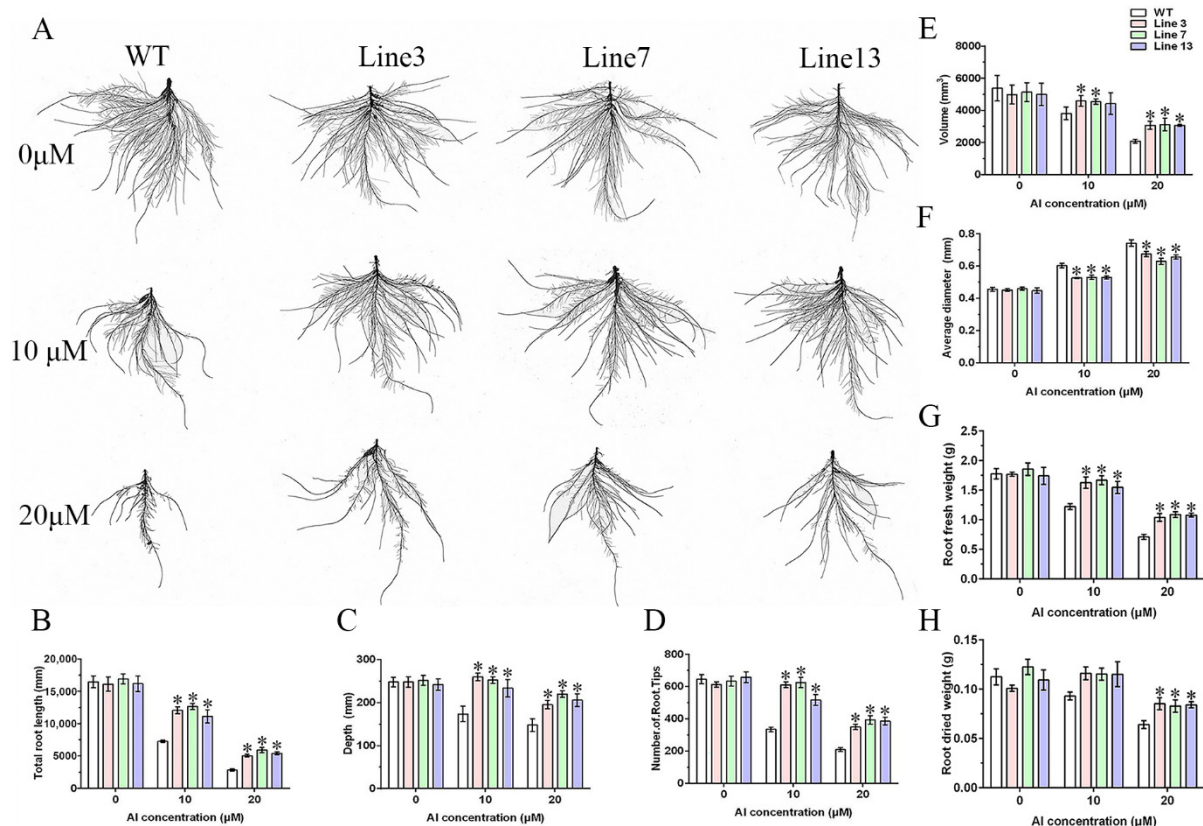 A
WT
Line3
Line7
Line13
0μM
10 μM
20μM
E
WT
Line 3
Line 7
Line 13
8000
6000
4000
2000
0
Volume (mm³)
* *
* * *
0 10 20
Al concentration (μM)
F
0.8
0.6
0.4
0.2
0.0
Average diameter (mm)
* * *
* * *
0 10 20
Al concentration (μM)
G
2.5
2.0
1.5
1.0
0.5
0.0
Root fresh weight (g)
* * *
* * *
0 10 20
Al concentration (μM)
B
20,000
15,000
10,000
5000
0
Total root length (mm)
* * *
* * *
0 10 20
Al concentration (μM)
C
300
200
100
0
Depth (mm)
* * *
* * *
0 10 20
Al concentration (μM)
D
800
600
400
200
0
Number.of.Root.Tips
* * *
* * *
0 10 20
Al concentration (μM)
H
0.15
0.10
0.05
0.00
Root dried weight (g)
* * *
0 10 20
Al concentration (μM)